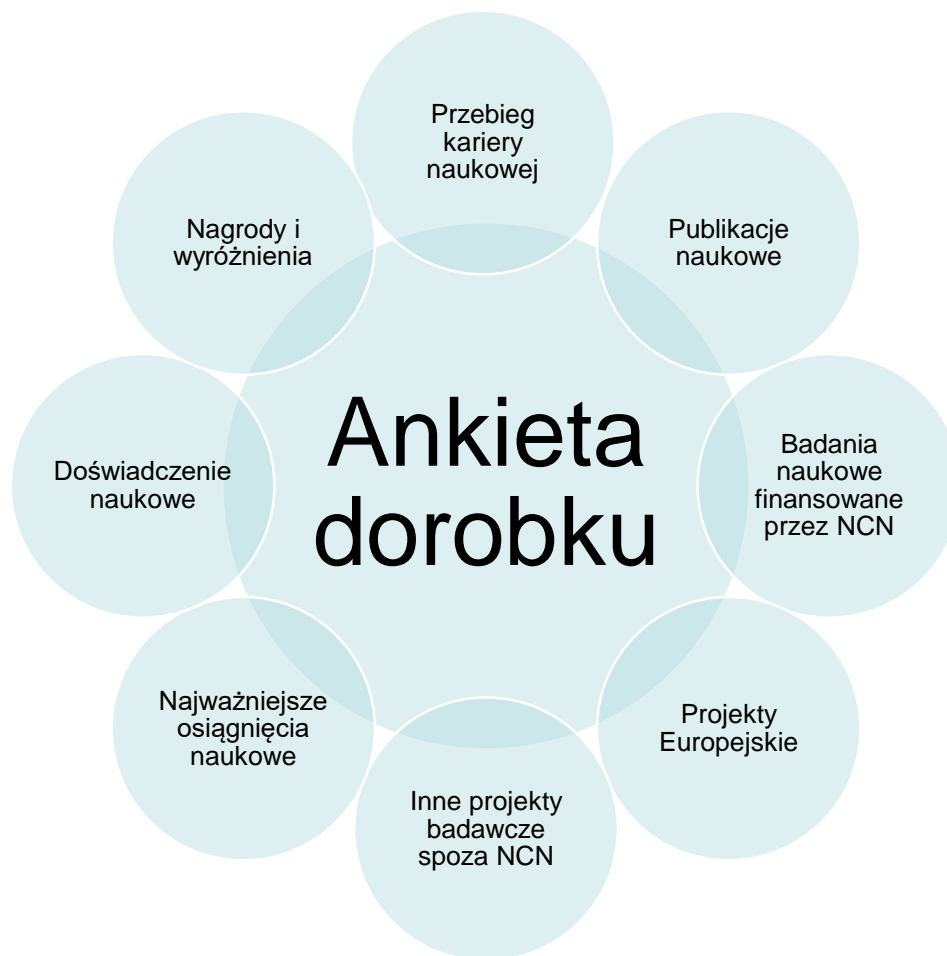 Przebieg
kariery
naukowej
Publikacje
naukowe
Badania
naukowe
finansowane
przez NCN
Projekty
Europejskie
Inne projekty
badawcze
spoza NCN
Najważniejsze
osiągnięcia
naukowe
Doświadczenie
naukowe
Nagrody i
wyróżnienia
Ankieta
dorobku